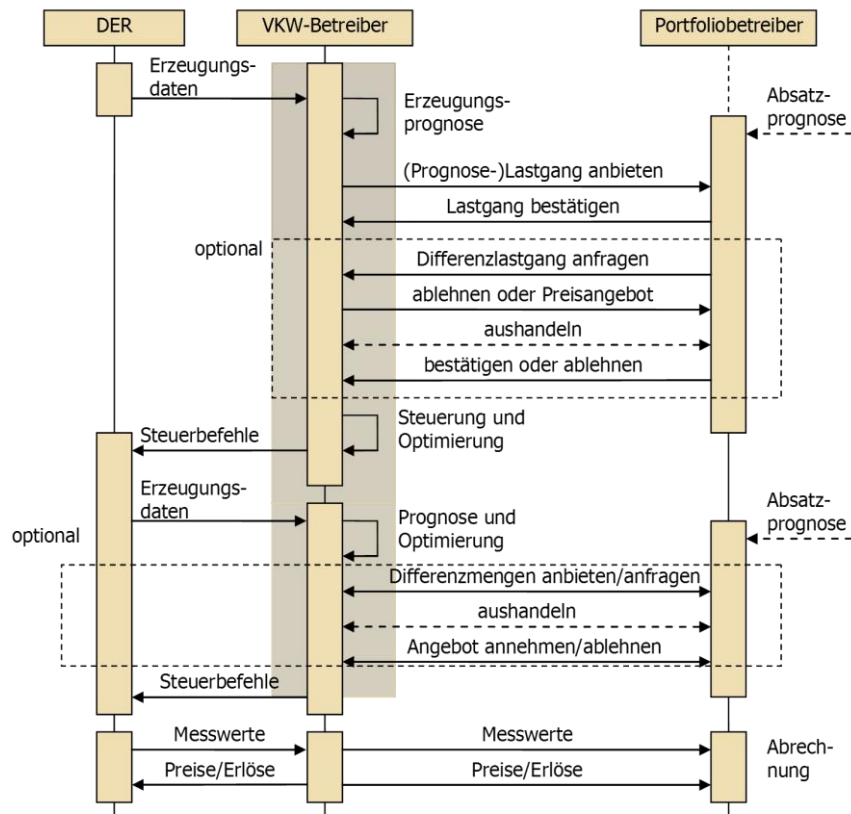 DER
VKW-Betreiber
Portfoliobetreiber
Erzeugungs-
daten
Erzeugungs-
prognose
Absatz-
prognose
(Prognose-)Lastgang anbieten
Lastgang bestätigen
optional
Differenzlastgang anfragen
ablehnen oder Preisangebot
aushandeln
bestätigen oder ablehnen
Steuerung und
Optimierung
Steuerbefehle
Erzeugungs-
daten
Prognose und
Optimierung
Absatz-
prognose
optional
Differenzmengen anbieten/anfragen
aushandeln
Angebot annehmen/ablehnen
Steuerbefehle
Messwerte
Messwerte
Abrech-
nung
Preise/Erlöse
Preise/Erlöse